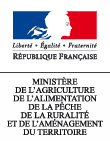 Liberté • Égalité • Fraternité
RÉPUBLIQUE FRANÇAISE
MINISTÈRE
DE L'AGRICULTURE
DE L'ALIMENTATION
DE LA PÊCHE
DE LA RURALITÉ
ET DE L'AMÉNAGEMENT
DU TERRITOIRE